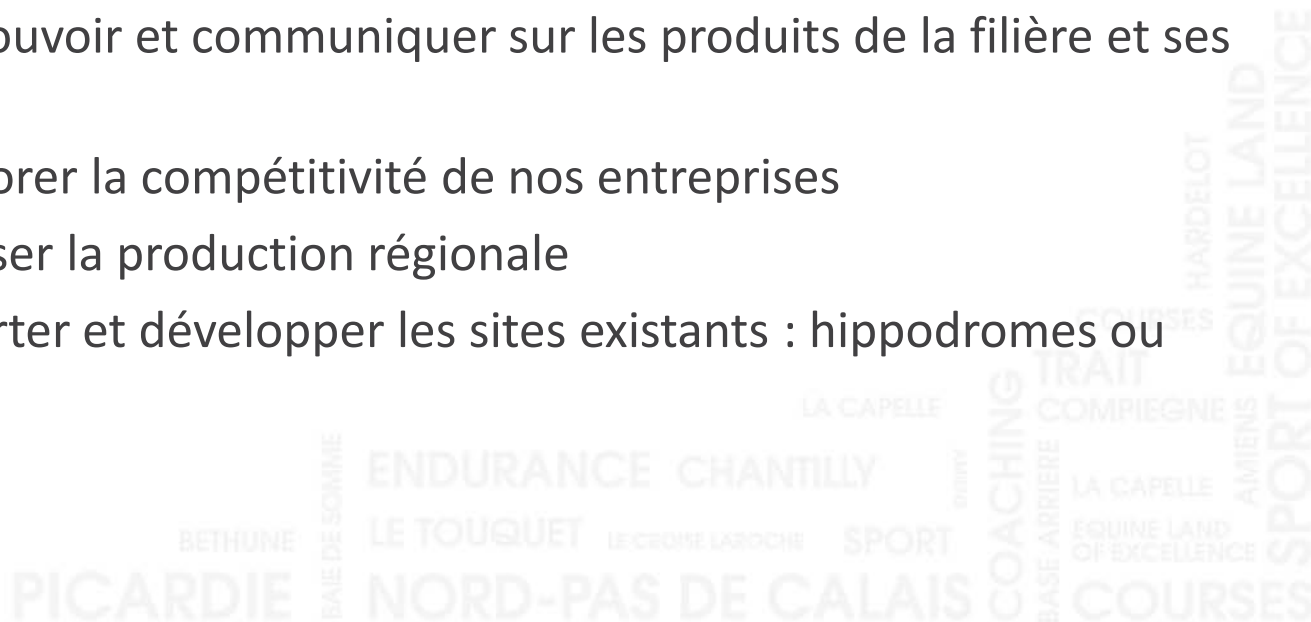 ouvoir et communiquer sur les produits de la filière et ses
orer la compétitivité de nos entreprises
ser la production régionale
rter et développer les sites existants : hippodromes ou
HARDELOT
EQUINE LAND
OF EXCELLENCE
COURSES
TRAIT
LA CAPELLE
COACHING
COMPIEGNE
AMIENS
SPORT
BAIE DE SOMME
ENDURANCE
CHANTILLY
BASE ARRIERE
LA CAPELLE
BETHUNE
LE TOUQUET
SPORT
EQUINE LAND
OF EXCELLENCE
PICARDIE
NORD-PAS DE CALAIS
COURSES